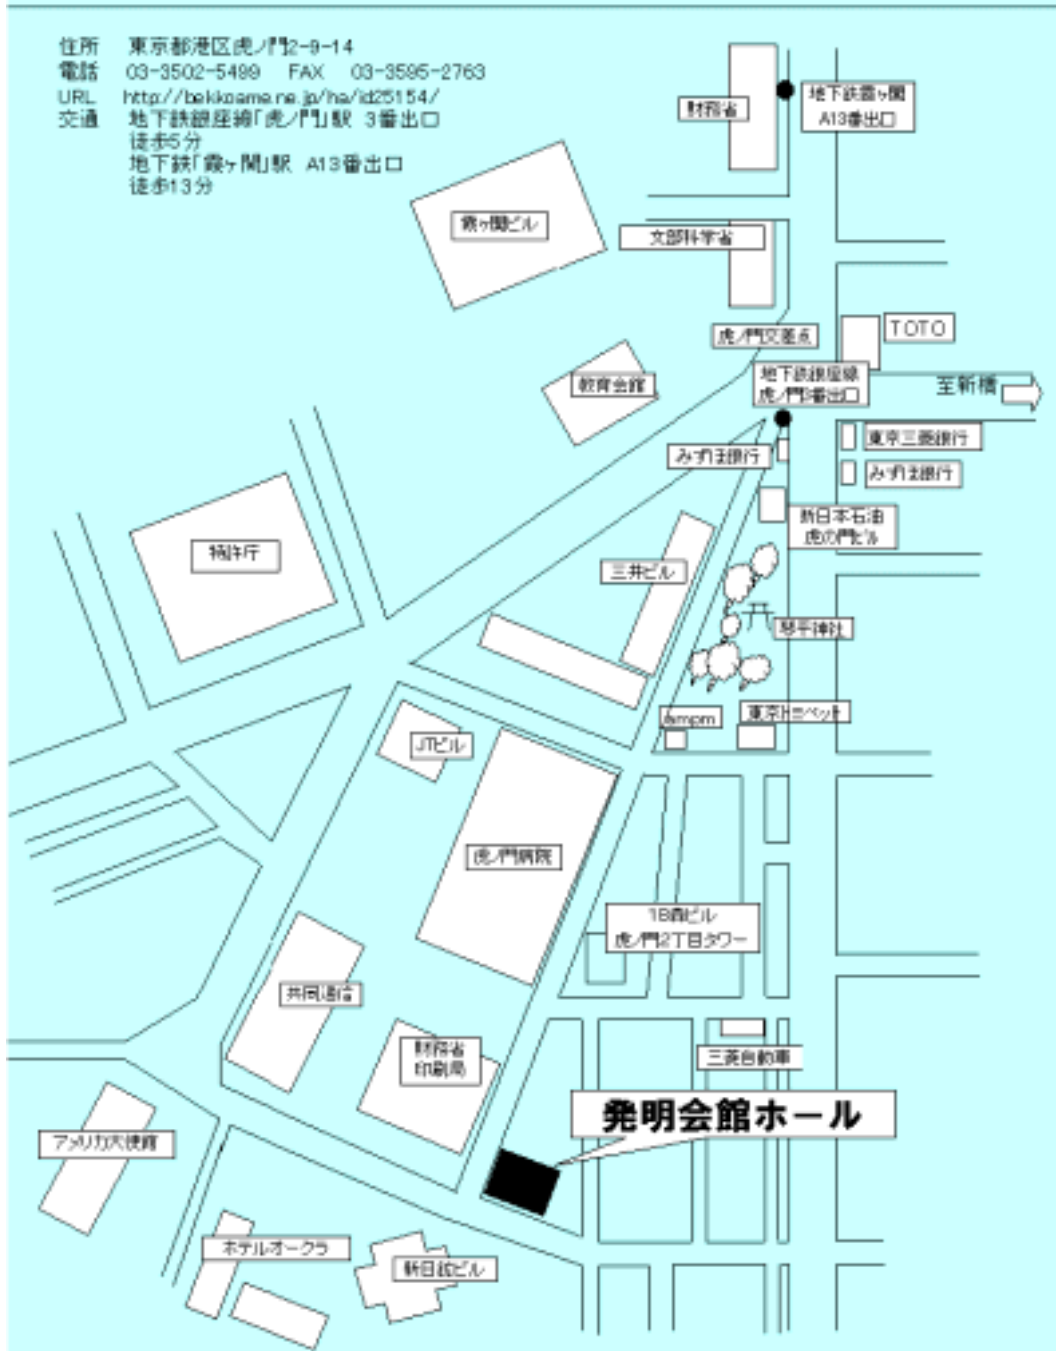 住所 東京都港区虎ノ門2-9-14
電話 03-3502-5499 FAX 03-3595-2763
URL http://bekkoame.ne.jp/ha/id25154/
交通 地下鉄銀座線「虎ノ門」駅 3番出口
徒歩5分
地下鉄「霞ヶ関」駅 A13番出口
徒歩13分
財務省
地下鉄霞ヶ関
A13番出口
霞ヶ関ビル
文部科学省
虎ノ門交差点
TOTO
教育会館
地下鉄銀座線
虎ノ門3番出口
至新橋
みずほ銀行
東京三菱銀行
みずほ銀行
新日本石油
虎の門ビル
特許庁
三井ビル
琴平神社
ampm
東京トヨペット
JTビル
虎ノ門病院
18森ビル
虎ノ門2丁目タワー
共同通信
財務省
印刷局
三菱自動車
発明会館ホール
アメリカ大使館
ホテルオークラ
新日鉱ビル